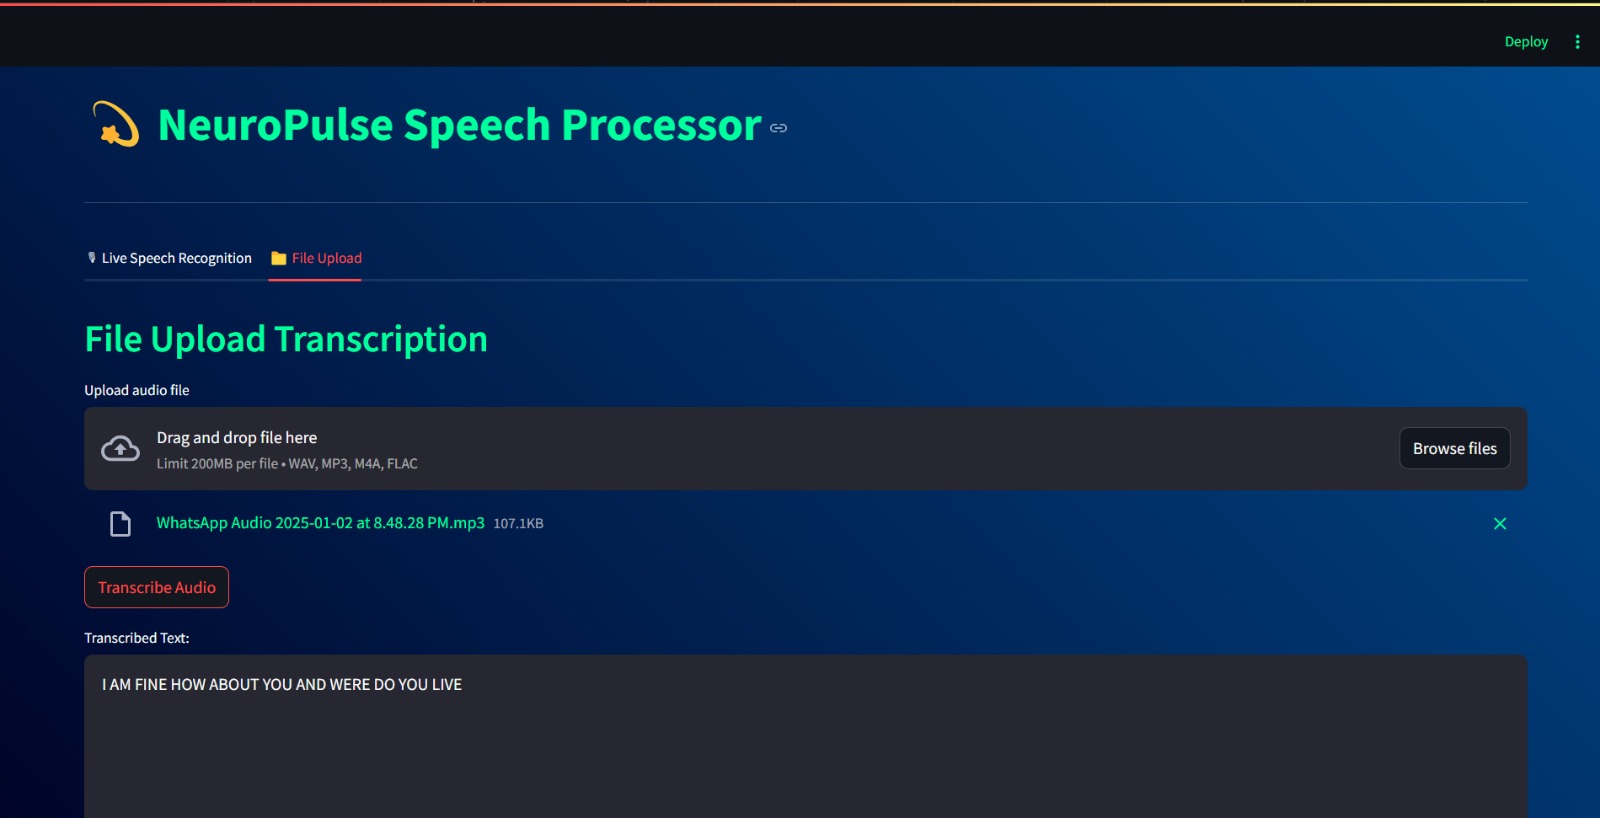 Deploy
NeuroPulse Speech Processor
Live Speech Recognition File Upload
File Upload Transcription
Upload audio file
Drag and drop file here
Limit 200MB per file • WAV, MP3, M4A, FLAC
Browse files
WhatsApp Audio 2025-01-02 at 8.48.28 PM.mp3 107.1KB
Transcribe Audio
Transcribed Text:
I AM FINE HOW ABOUT YOU AND WERE DO YOU LIVE